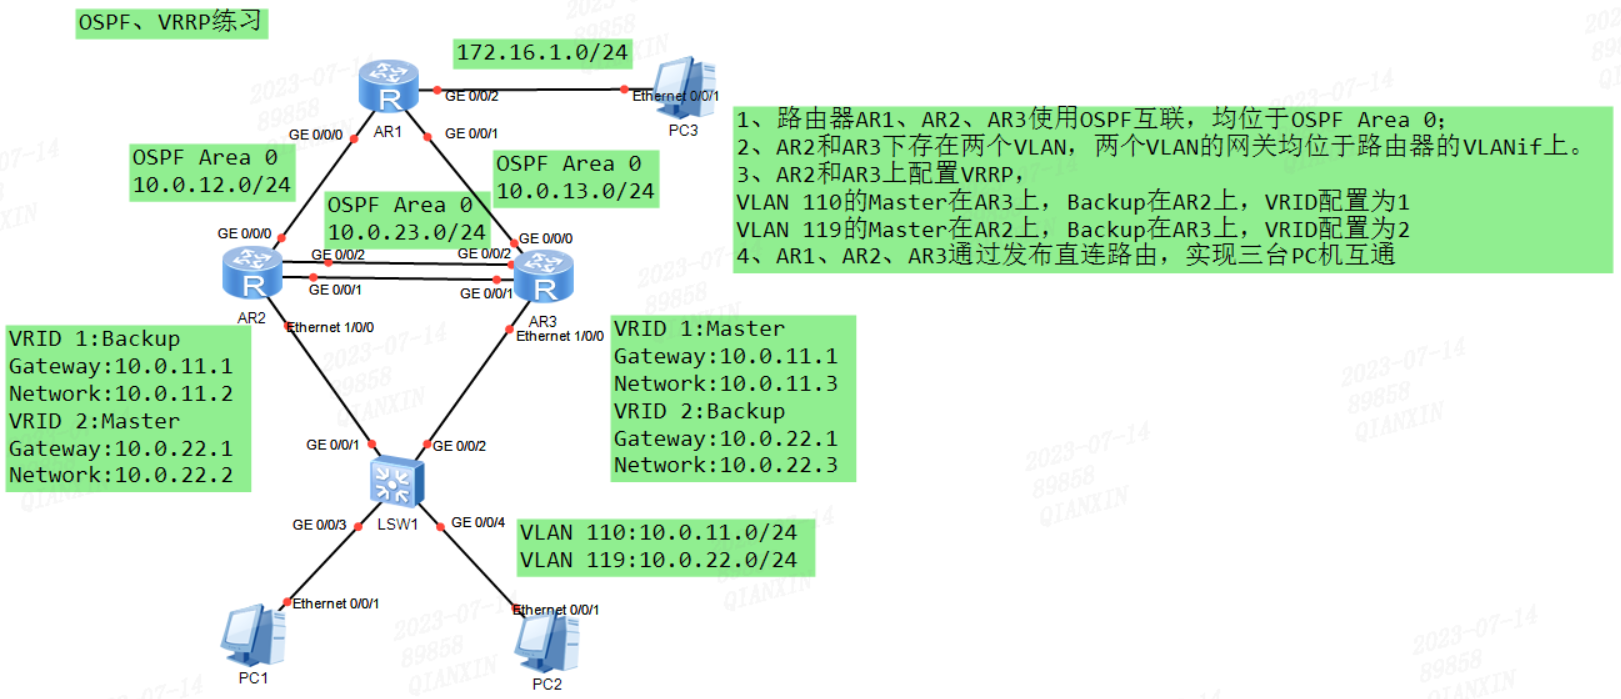 OSPF、VRRP练习
172.16.1.0/24
GE 0/0/2
Ethernet 0/0/1
R
AR1
PC3
GE 0/0/0
GE 0/0/1
OSPF Area 0
10.0.12.0/24
OSPF Area 0
10.0.13.0/24
OSPF Area 0
10.0.23.0/24
1、路由器AR1、AR2、AR3使用OSPF互联，均位于OSPF Area 0；
2、AR2和AR3下存在两个VLAN，两个VLAN的网关均位于路由器的VLANif上。
3、AR2和AR3上配置VRRP，
VLAN 110的Master在AR3上，Backup在AR2上，VRID配置为1
VLAN 119的Master在AR2上，Backup在AR3上，VRID配置为2
4、AR1、AR2、AR3通过发布直连路由，实现三台PC机互通
GE 0/0/0
GE 0/0/0
GE 0/0/2
GE 0/0/2
GE 0/0/1
GE 0/0/1
R
R
AR2
AR3
Ethernet 1/0/0
Ethernet 1/0/0
VRID 1:Backup
Gateway:10.0.11.1
Network:10.0.11.2
VRID 2:Master
Gateway:10.0.22.1
Network:10.0.22.2
VRID 1:Master
Gateway:10.0.11.1
Network:10.0.11.3
VRID 2:Backup
Gateway:10.0.22.1
Network:10.0.22.3
GE 0/0/1
GE 0/0/2
LSW1
GE 0/0/3
GE 0/0/4
VLAN 110:10.0.11.0/24
VLAN 119:10.0.22.0/24
Ethernet 0/0/1
Ethernet 0/0/1
PC1
PC2
2023-07-14
89858
QIANXIN